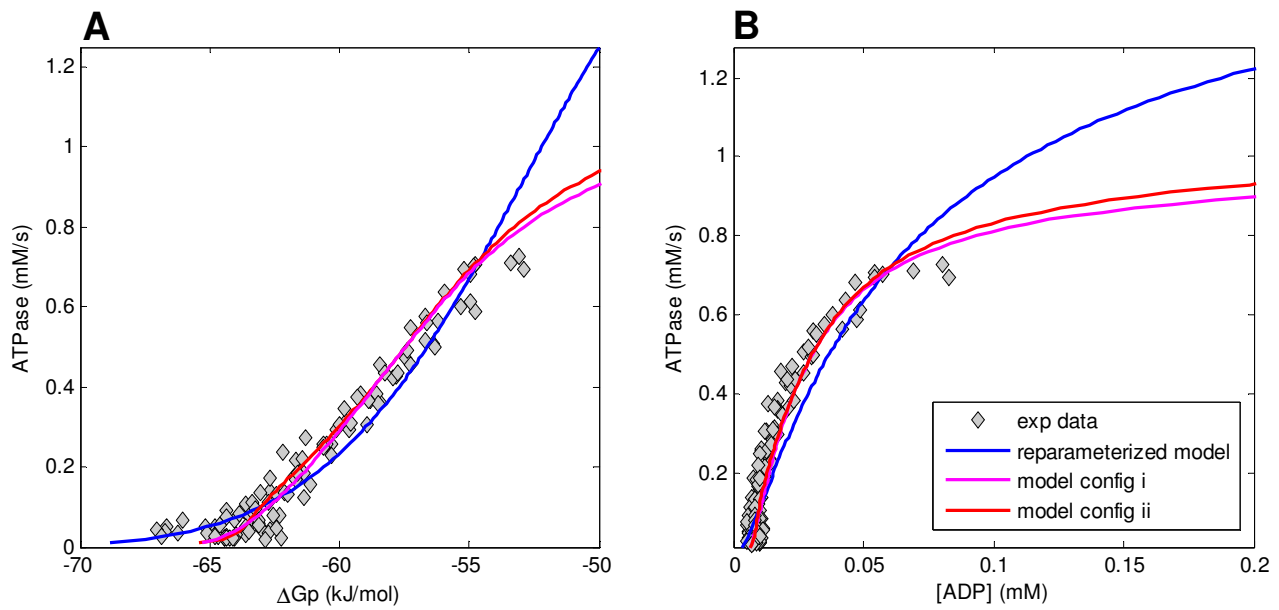 A
B
1.2
1
0.8
0.6
0.4
0.2
0
ATPase (mM/s)
-70
-65
-60
-55
-50
ΔGp (kJ/mol)
1.2
1
0.8
0.6
0.4
0.2
ATPase (mM/s)
0
0.05
0.1
0.15
0.2
[ADP] (mM)
exp data
reparameterized model
model config i
model config ii